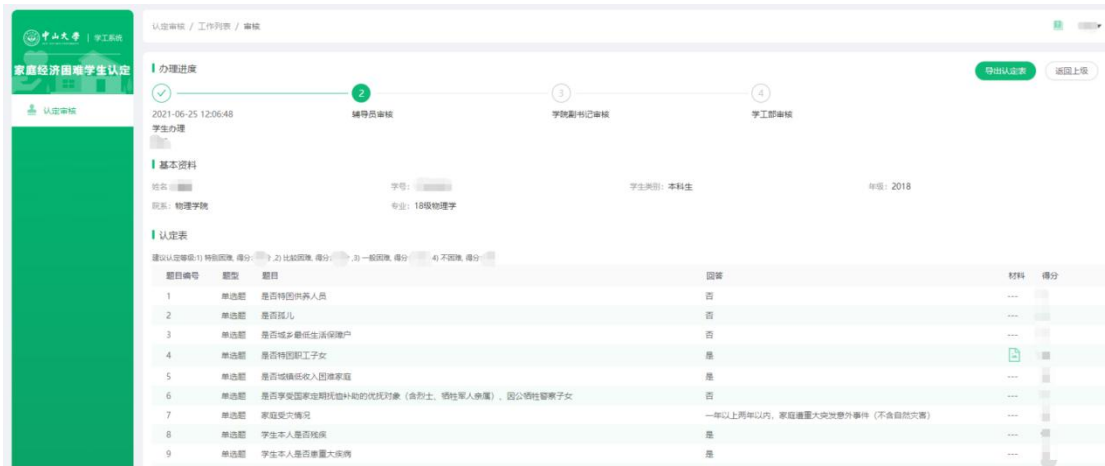 中山大学 | 学工系统
家庭经济困难学生认定
认定审核
认定审核 / 工作列表 / 审核
办理进度
导出认定表
返回上级
2
3
4
2021-06-25 12:06:48
辅导员审核
学院副书记审核
学工部审核
学生办理
基本资料
姓名
学号:
学生类别: 本科生
年级: 2018
院系: 物理学院
专业: 18级物理学
认定表
建议认定等级:1) 特别困难, 得分: ,2) 比较困难, 得分: ,3) 一般困难, 得分: 4) 不困难, 得分:
题目编号 题型 题目 回答 材料 得分
1 单选题 是否特困供养人员 否 ---
2 单选题 是否孤儿 否 ---
3 单选题 是否城乡最低生活保障户 否 ---
4 单选题 是否特困职工子女 是
5 单选题 是否城镇低收入困难家庭 是 ---
6 单选题 是否享受国家定期抚恤补助的优抚对象（含烈士、牺牲军人亲属）、因公牺牲警察子女 否 ---
7 单选题 家庭受灾情况 一年以上两年以内，家庭遭重大突发意外事件（不含自然灾害） ---
8 单选题 学生本人是否残疾 是 ---
9 单选题 学生本人是否患重大疾病 是 ---